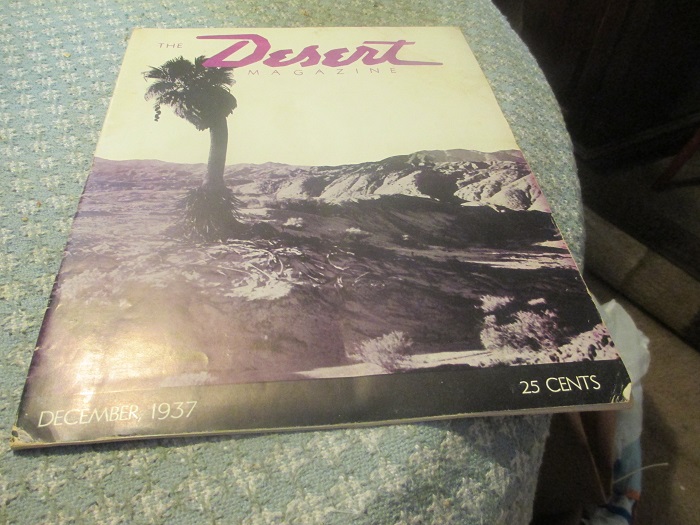 THE Desert
MAGAZINE
DECEMBER, 1937
25 CENTS